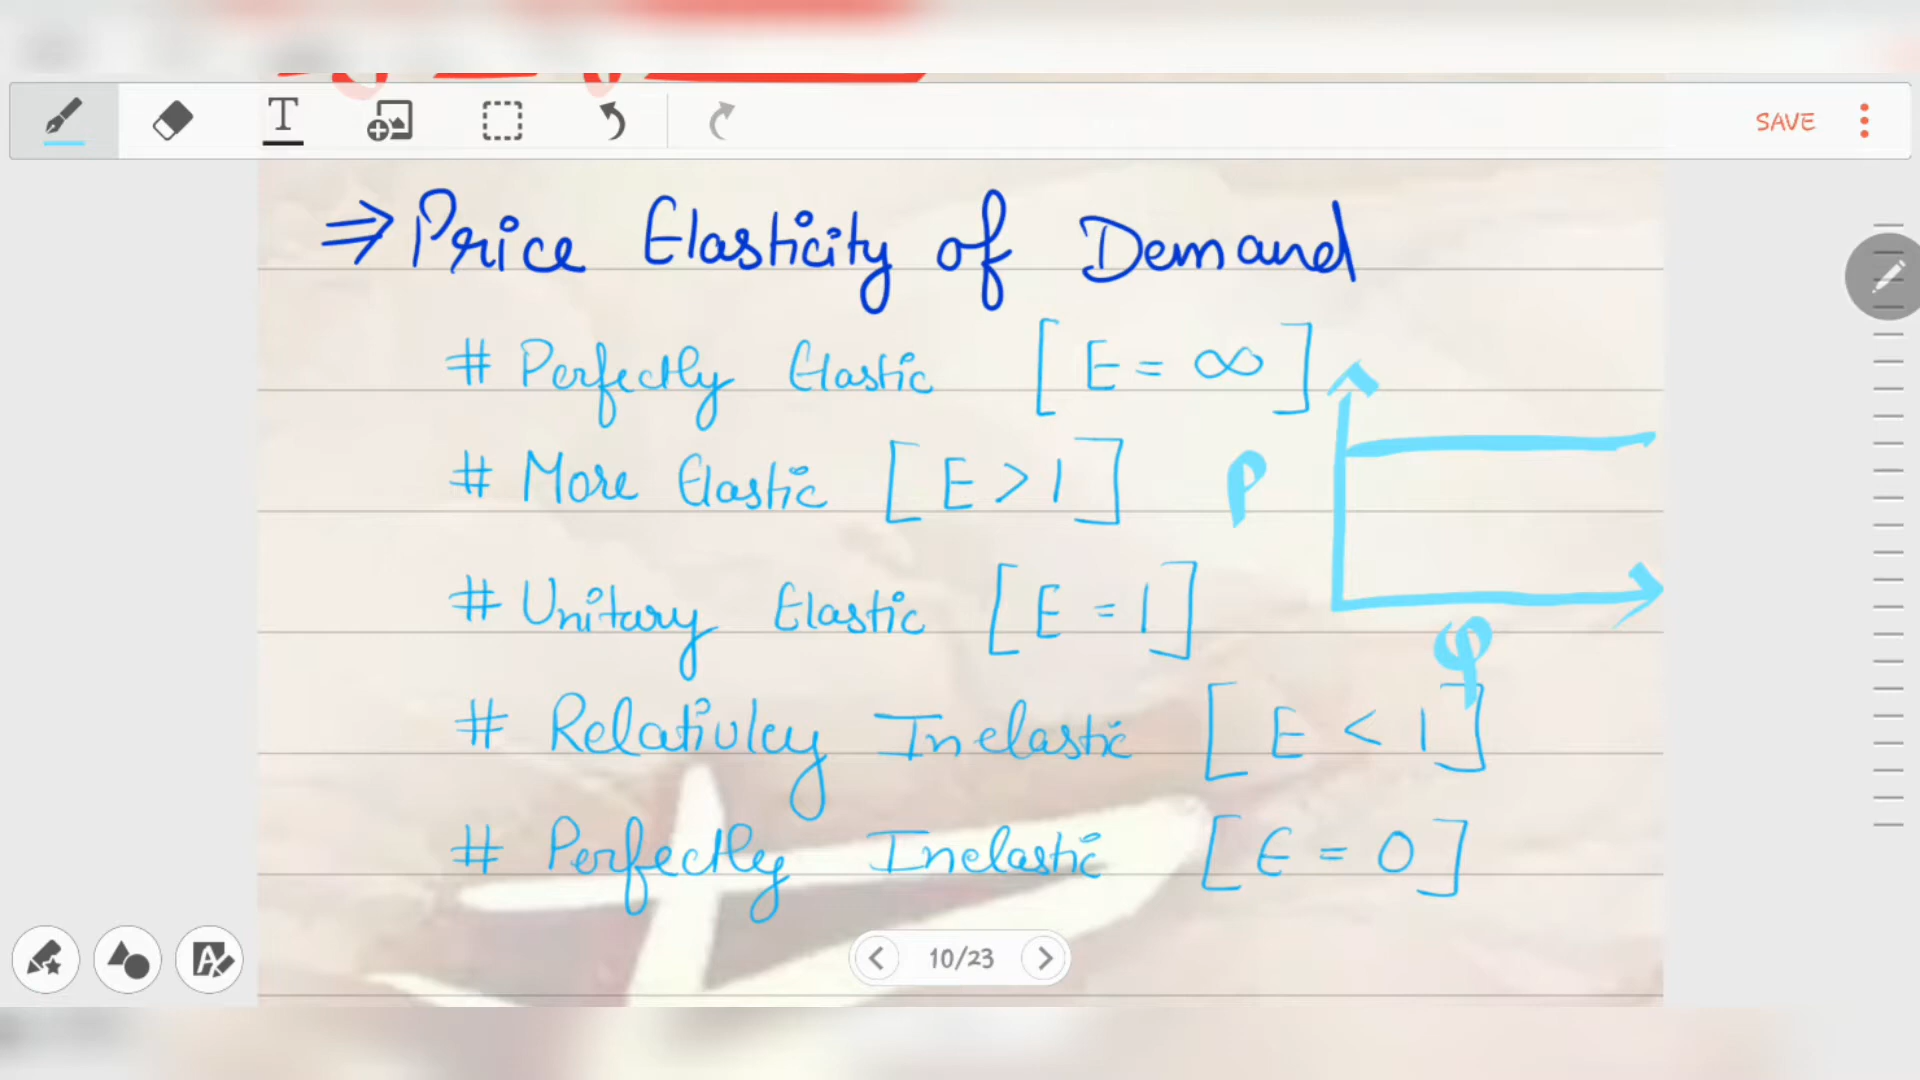 T
SAVE
⇒ Price Elasticity of Demand
# Perfectly Elastic [E = ∞]
# More Elastic [E > 1]
P
# Unitary Elastic [E = 1]
Q
# Relativley Inelastic [E < 1]
# Perfectly Inelastic [E = 0]
10/23